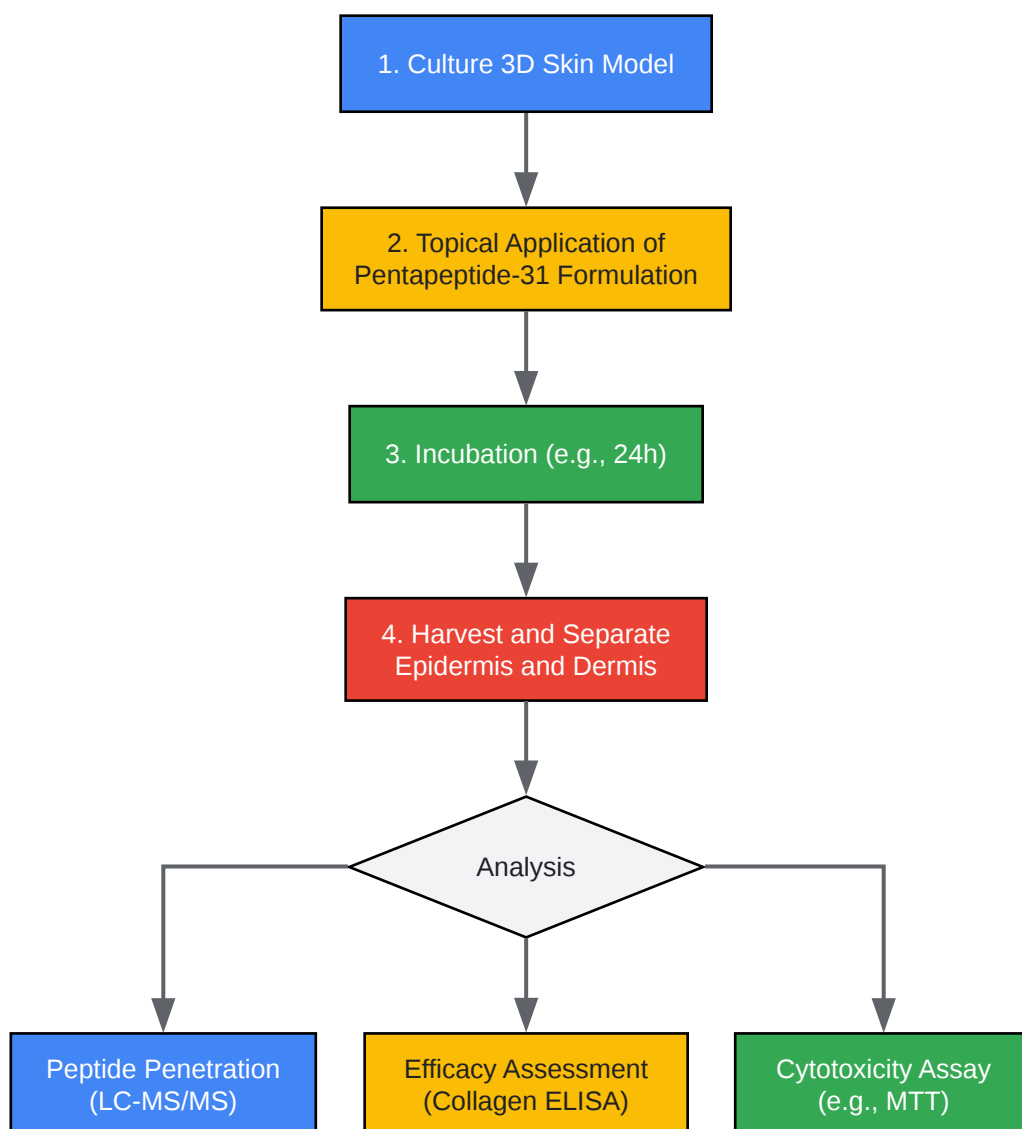 1. Culture 3D Skin Model
2. Topical Application of
Pentapeptide-31 Formulation
3. Incubation (e.g., 24h)
4. Harvest and Separate
Epidermis and Dermis
Analysis
Peptide Penetration
(LC-MS/MS)
Efficacy Assessment
(Collagen ELISA)
Cytotoxicity Assay
(e.g., MTT)